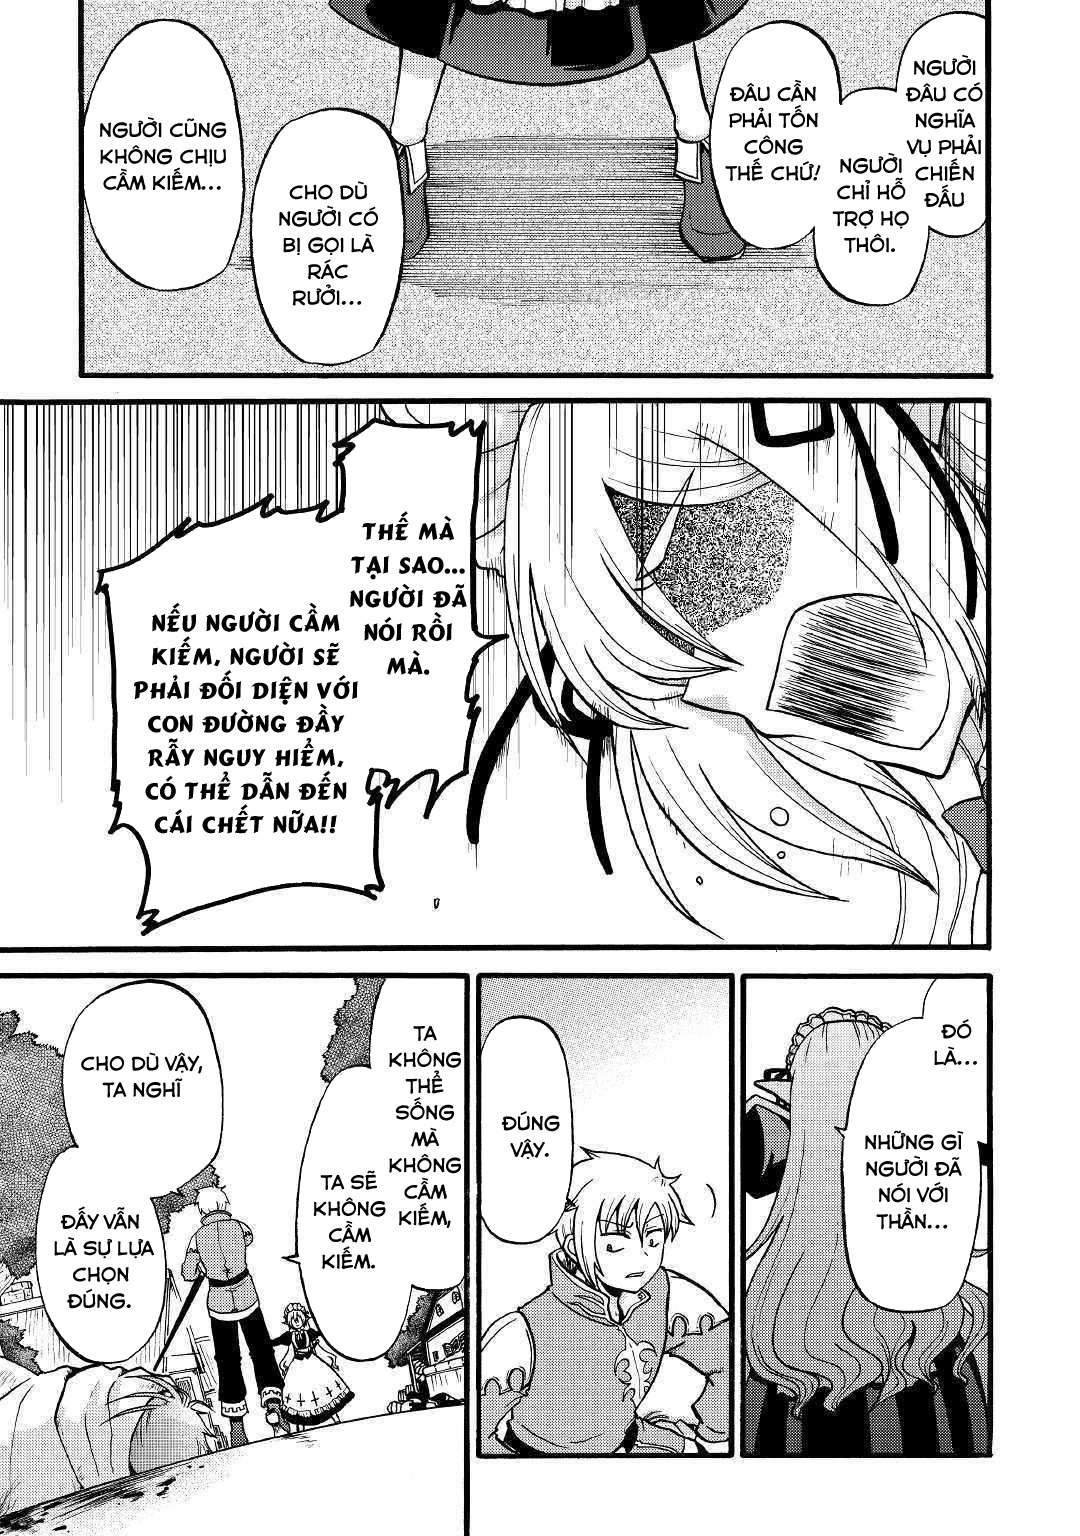 NGƯỜI
ĐÂU CÓ
NGHĨA
VỤ PHẢI
CHIẾN
ĐẤU
NGƯỜI
CHỈ HỖ
TRỢ HỌ
THÔI.
ĐÂU CẦN
PHẢI TỐN
CÔNG
THẾ CHỨ!
CHO DÙ
NGƯỜI CÓ
BỊ GỌI LÀ
RÁC
RƯỞI...
NGƯỜI CŨNG
KHÔNG CHỊU
CẦM KIẾM...
THẾ MÀ
TẠI SAO...
NGƯỜI ĐÃ
NÓI RỒI
MÀ.
NẾU NGƯỜI CẦM
KIẾM, NGƯỜI SẼ
PHẢI ĐỐI DIỆN VỚI
CON ĐƯỜNG ĐẦY
RẪY NGUY HIỂM,
CÓ THỂ DẪN ĐẾN
CÁI CHẾT NỮA!!
ĐÓ
LÀ...
NHỮNG GÌ
NGƯỜI ĐÃ
NÓI VỚI
THẦN...
ĐÚNG
VẬY.
TA
KHÔNG
THỂ
SỐNG
MÀ
KHÔNG
CẦM
KIẾM,
TA SẼ
KHÔNG
CẦM
KIẾM.
CHO DÙ VẬY,
TA NGHĨ
ĐẤY VẪN
LÀ SỰ LỰA
CHỌN
ĐÚNG.